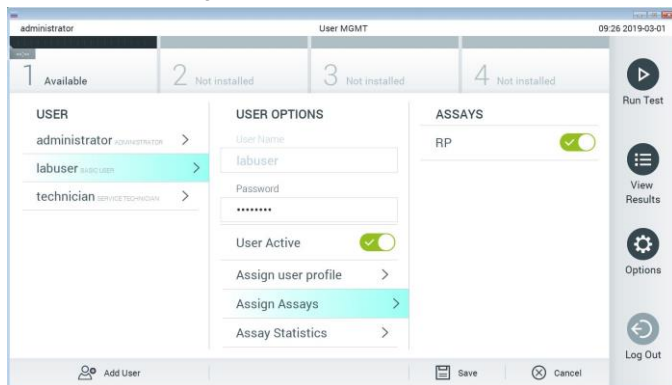 administrator User MGMT 09:26 2019-03-01
1 Available 2 Not installed 3 Not installed 4 Not installed
Run Test
USER USER OPTIONS ASSAYS
administrator ADMINISTRATOR User Name RP
labuser BASIC USER labuser
technician SERVICE TECHNICIAN Password
••••••••
View
Results
User Active
Assign user profile
Options
Assign Assays
Assay Statistics
Log Out
Add User Save Cancel